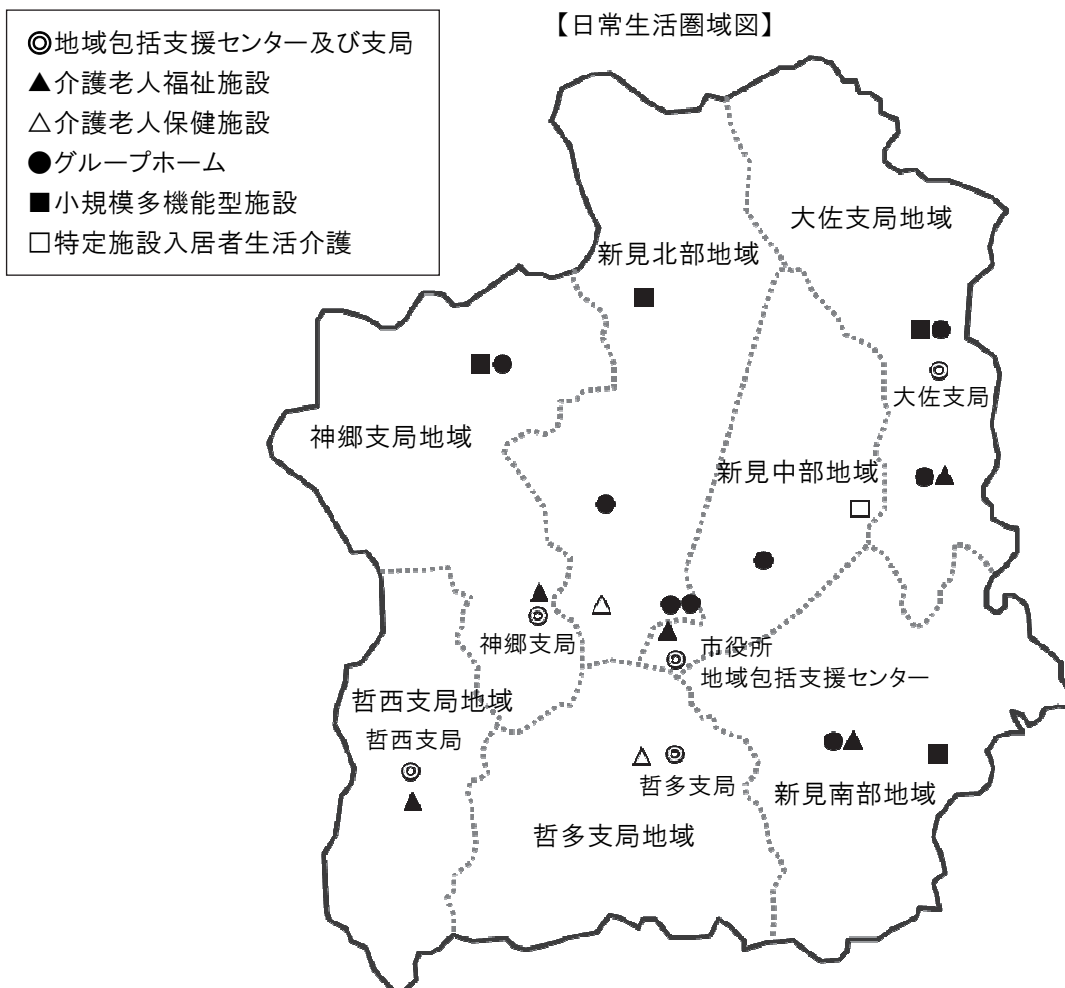 【日常生活圏域図】
◎地域包括支援センター及び支局
▲介護老人福祉施設
△介護老人保健施設
●グループホーム
■小規模多機能型施設
□特定施設入居者生活介護
大佐支局地域
新見北部地域
大佐支局
神郷支局地域
新見中部地域
神郷支局
市役所
地域包括支援センター
哲西支局地域
哲西支局
哲多支局
新見南部地域
哲多支局地域